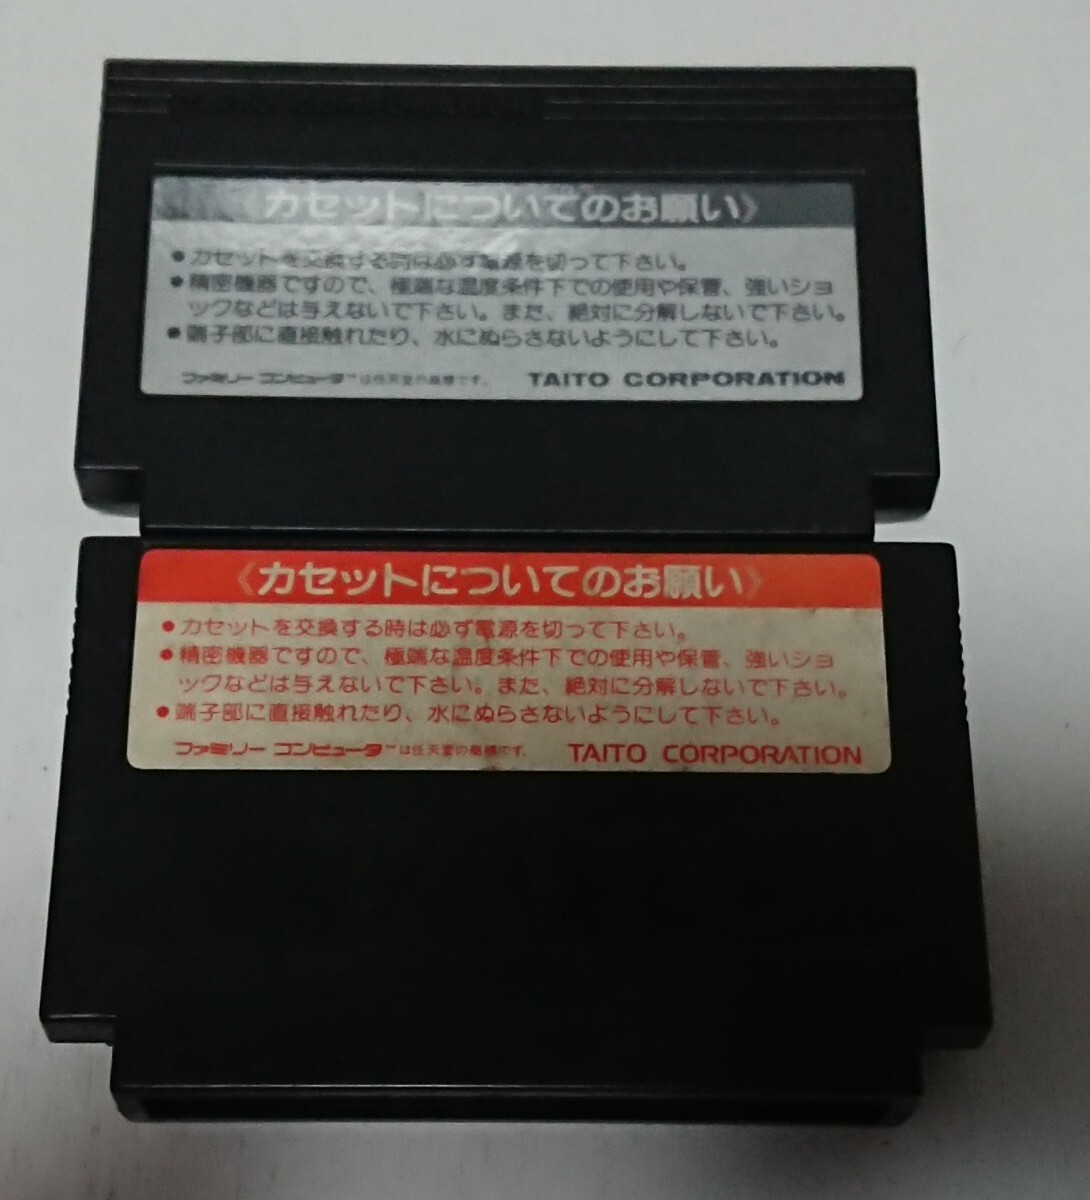 《カセットについてのお願い》
●カセットを交換する時は必ず電源を切って下さい。
●精密機器ですので、極端な温度条件下での使用や保管、強いショ
ックなどは与えないで下さい。また、絶対に分解しないで下さい。
●端子部に直接触れたり、水にぬらさないようにして下さい。
ファミリーコンピュータ™は任天堂の商標です。 TAITO CORPORATION
《カセットについてのお願い》
●カセットを交換する時は必ず電源を切って下さい。
●精密機器ですので、極端な温度条件下での使用や保管、強いショ
ックなどは与えないで下さい。また、絶対に分解しないで下さい。
●端子部に直接触れたり、水にぬらさないようにして下さい。
ファミリーコンピュータ™は任天堂の商標です。 TAITO CORPORATION